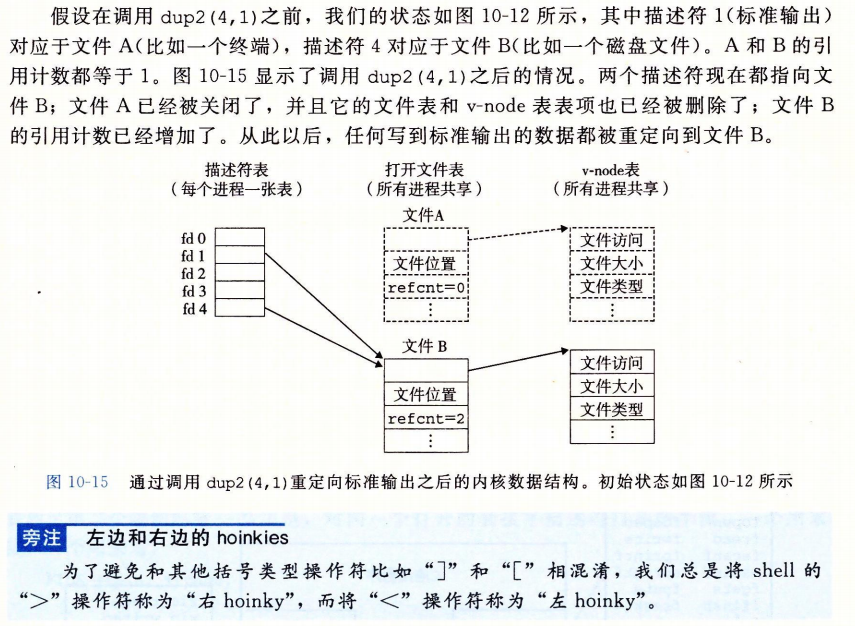 假设在调用 dup2(4,1)之前，我们的状态如图 10-12 所示，其中描述符 1(标准输出)
对应于文件 A(比如一个终端)，描述符 4 对应于文件 B(比如一个磁盘文件)。A 和 B 的引
用计数都等于 1。图 10-15 显示了调用 dup2(4,1)之后的情况。两个描述符现在都指向文
件 B；文件 A 已经被关闭了，并且它的文件表和 v-node 表表项也已经被删除了；文件 B
的引用计数已经增加了。从此以后，任何写到标准输出的数据都被重定向到文件 B。
描述符表 打开文件表 v-node表
(每个进程一张表) (所有进程共享) (所有进程共享)
文件A
fd 0
fd 1
fd 2
fd 3
fd 4
文件位置
refcnt=0
⋮
文件访问
文件大小
文件类型
⋮
文件 B
文件位置
refcnt=2
⋮
文件访问
文件大小
文件类型
⋮
图 10-15 通过调用 dup2(4,1)重定向标准输出之后的内核数据结构。初始状态如图 10-12 所示
旁注 左边和右边的 hoinkies
为了避免和其他括号类型操作符比如“]”和“[”相混淆，我们总是将 shell 的
“>”操作符称为“右 hoinky”，而将“<”操作符称为“左 hoinky”。